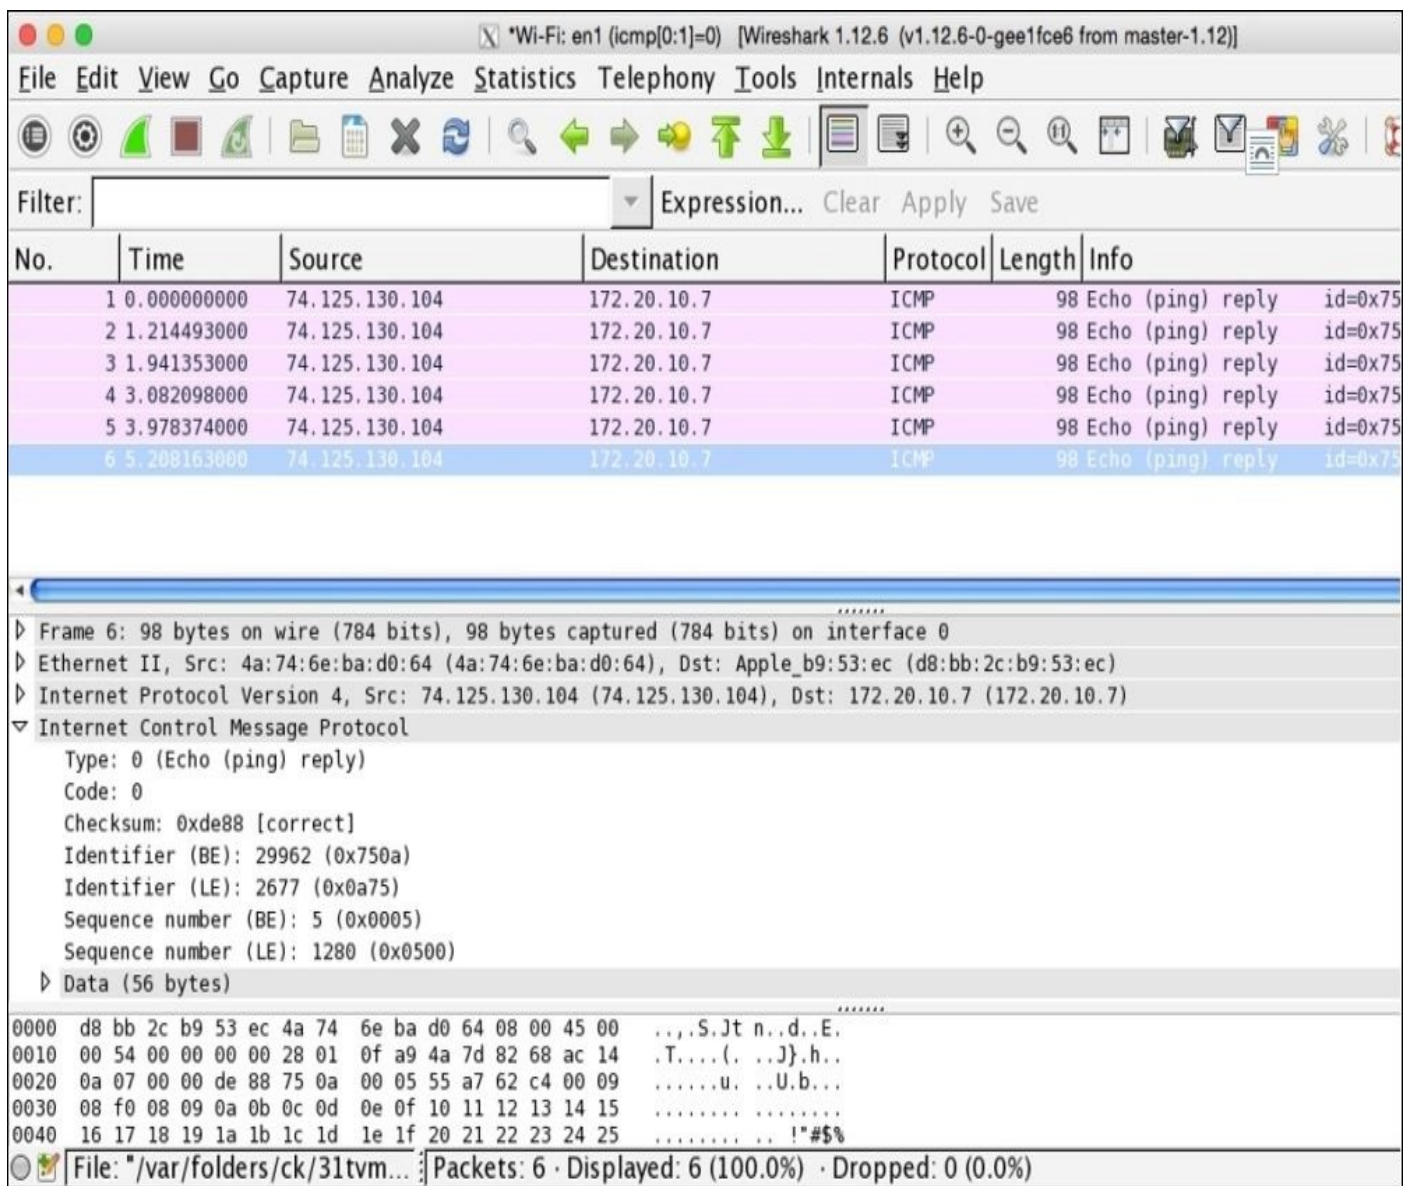 *Wi-Fi: en1 (icmp[0:1]=0) [Wireshark 1.12.6 (v1.12.6-0-gee1fce6 from master-1.12)]
File Edit View Go Capture Analyze Statistics Telephony Tools Internals Help
Filter: Expression... Clear Apply Save
No. Time Source Destination Protocol Length Info
1 0.000000000 74.125.130.104 172.20.10.7 ICMP 98 Echo (ping) reply id=0x75
2 1.214493000 74.125.130.104 172.20.10.7 ICMP 98 Echo (ping) reply id=0x75
3 1.941353000 74.125.130.104 172.20.10.7 ICMP 98 Echo (ping) reply id=0x75
4 3.082098000 74.125.130.104 172.20.10.7 ICMP 98 Echo (ping) reply id=0x75
5 3.978374000 74.125.130.104 172.20.10.7 ICMP 98 Echo (ping) reply id=0x75
6 5.208163000 74.125.130.104 172.20.10.7 ICMP 98 Echo (ping) reply id=0x75
Frame 6: 98 bytes on wire (784 bits), 98 bytes captured (784 bits) on interface 0
Ethernet II, Src: 4a:74:6e:ba:d0:64 (4a:74:6e:ba:d0:64), Dst: Apple_b9:53:ec (d8:bb:2c:b9:53:ec)
Internet Protocol Version 4, Src: 74.125.130.104 (74.125.130.104), Dst: 172.20.10.7 (172.20.10.7)
Internet Control Message Protocol
Type: 0 (Echo (ping) reply)
Code: 0
Checksum: 0xde88 [correct]
Identifier (BE): 29962 (0x750a)
Identifier (LE): 2677 (0x0a75)
Sequence number (BE): 5 (0x0005)
Sequence number (LE): 1280 (0x0500)
Data (56 bytes)
0000 d8 bb 2c b9 53 ec 4a 74 6e ba d0 64 08 00 45 00 ..,.S.Jt n..d..E.
0010 00 54 00 00 00 00 28 01 0f a9 4a 7d 82 68 ac 14 .T....(. ..J}.h..
0020 0a 07 00 00 de 88 75 0a 00 05 55 a7 62 c4 00 09 ......u. ..U.b...
0030 08 f0 08 09 0a 0b 0c 0d 0e 0f 10 11 12 13 14 15 ........ ........
0040 16 17 18 19 1a 1b 1c 1d 1e 1f 20 21 22 23 24 25 ........ .. !"#$%
File: "/var/folders/ck/31tvm... Packets: 6 · Displayed: 6 (100.0%) · Dropped: 0 (0.0%)